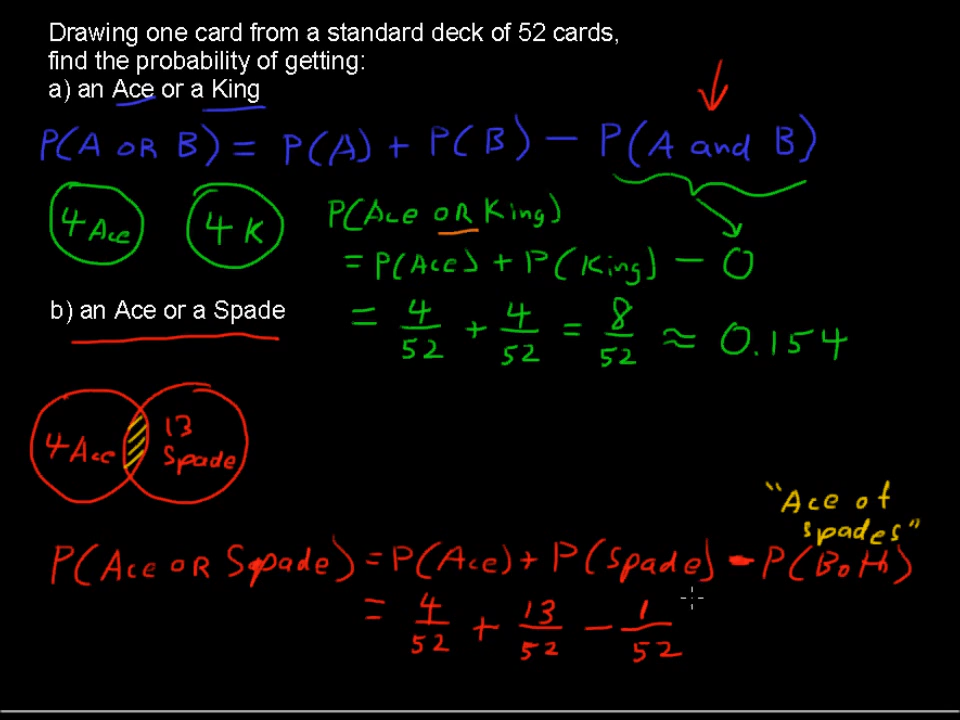 Drawing one card from a standard deck of 52 cards,
find the probability of getting:
a) an Ace or a King
P(A OR B) = P(A) + P(B) − P(A and B)
4 Ace 4 K
P(Ace OR King)
= P(Ace) + P(King) − 0
= 4/52 + 4/52 = 8/52 ≈ 0.154
b) an Ace or a Spade
4 Ace 13 Spade
"Ace of spades"
P(Ace OR Spade) = P(Ace) + P(Spade) − P(Both)
= 4/52 + 13/52 − 1/52